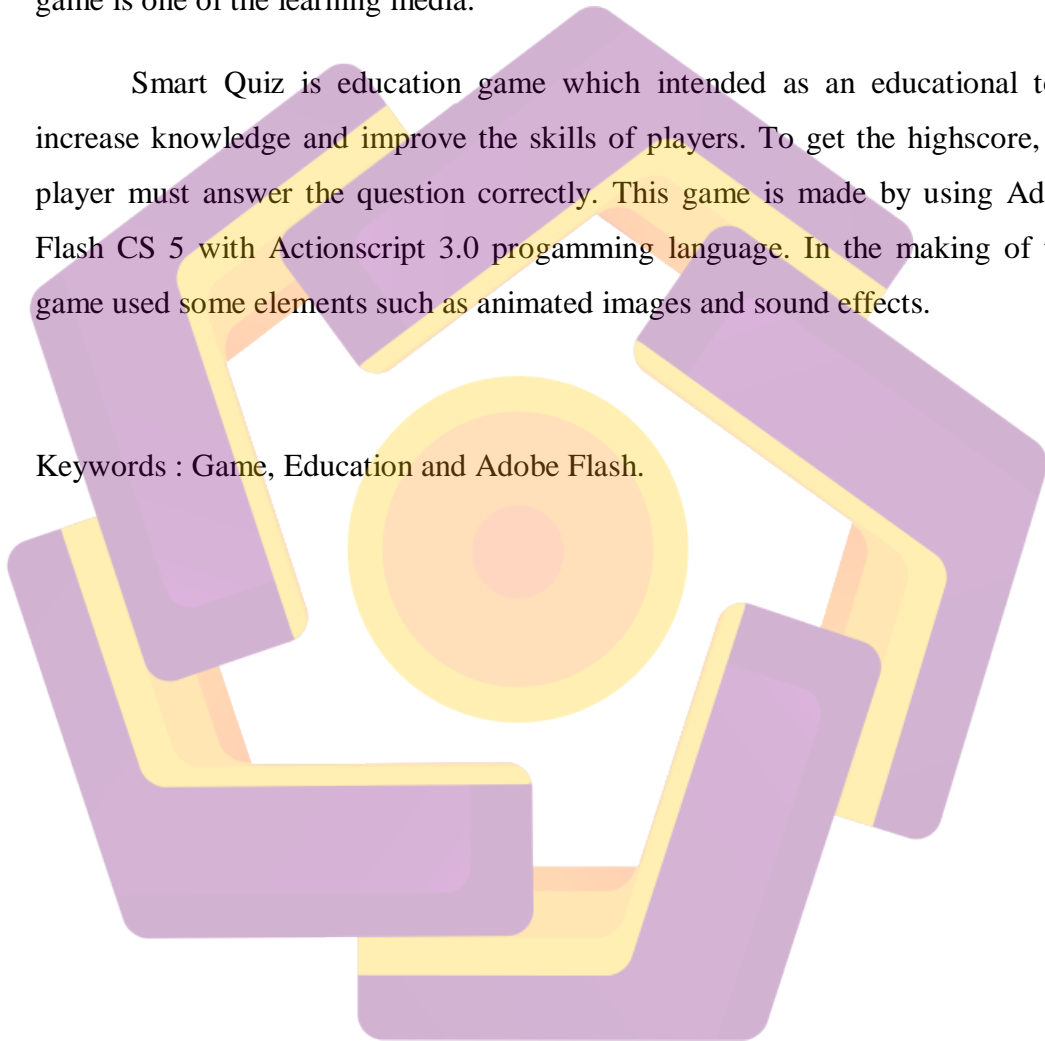 game is one of the learning media.
Smart Quiz is education game which intended as an educational
increase knowledge and improve the skills of players. To get the highscore,
player must answer the question correctly. This game is made by using
Flash CS 5 with Actionscript 3.0 progamming language. In the making of
game used some elements such as animated images and sound effects.
Keywords : Game, Education and Adobe Flash.